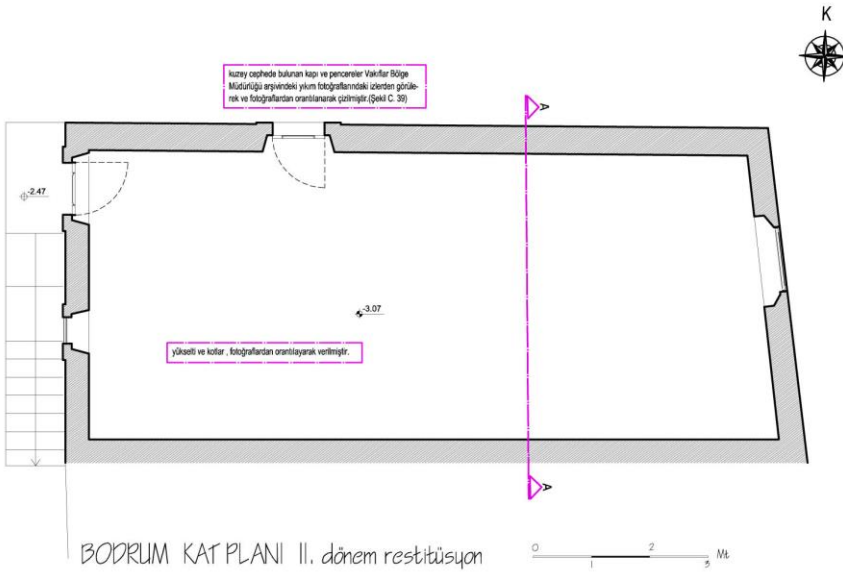 K
kuzey cephede bulunan kapı ve pencereler Vakıflar Bölge
Müdürlüğü arşivindeki yıkım fotoğraflarındaki izlerden görüle-
rek ve fotoğraflardan orantılanarak çizilmiştir.(Şekil C. 39)
A
-2.47
-3.07
yükselti ve kotlar , fotoğraflardan orantılayarak verilmiştir.
A
BODRUM KAT PLANI II. dönem restitüsyon
0 2 Mt
1 3